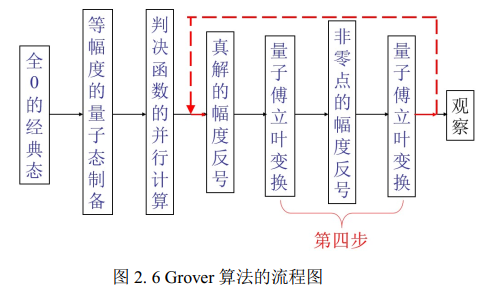 全0的经典态
等幅度的量子态制备
判决函数的并行计算
真解的幅度反号
量子傅立叶变换
非零点的幅度反号
量子傅立叶变换
观察
第四步
图 2. 6 Grover 算法的流程图